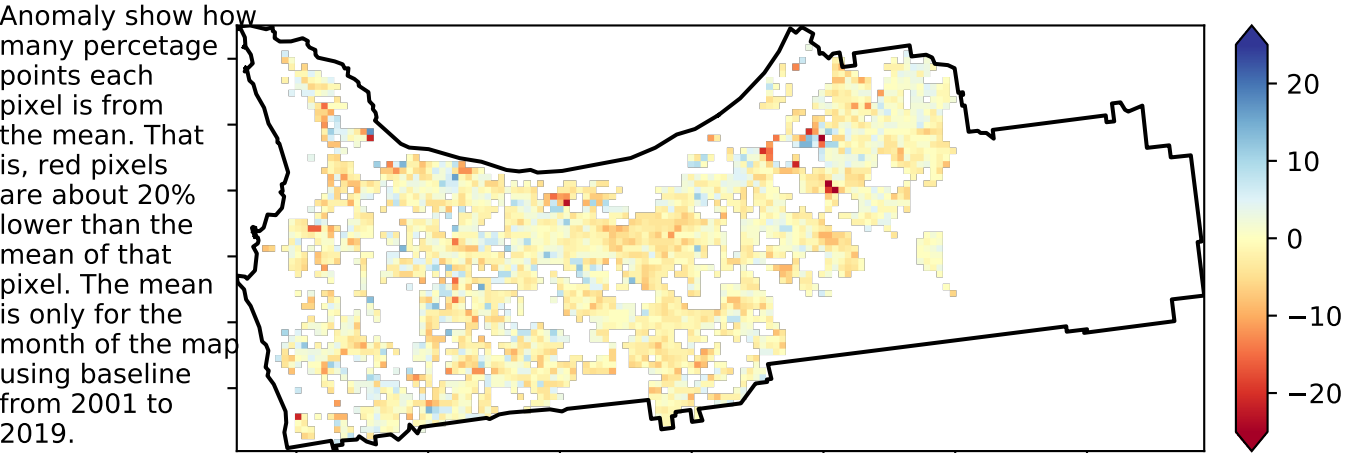 Anomaly show how
many percetage
points each
pixel is from
the mean. That
is, red pixels
are about 20%
lower than the
mean of that
pixel. The mean
is only for the
month of the map
using baseline
from 2001 to
2019.
20
10
0
−10
−20